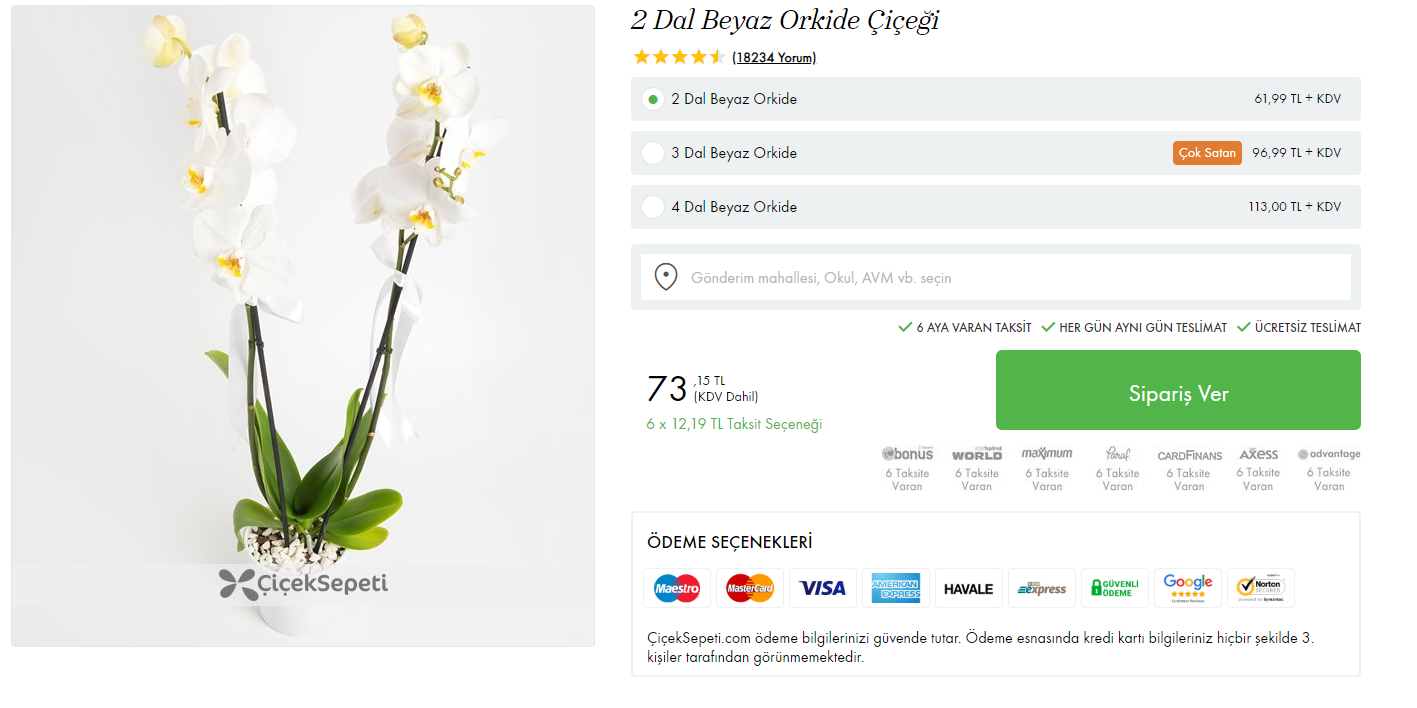 2 Dal Beyaz Orkide Çiçeği
(18234 Yorum)
2 Dal Beyaz Orkide 61,99 TL + KDV
3 Dal Beyaz Orkide Çok Satan 96,99 TL + KDV
4 Dal Beyaz Orkide 113,00 TL + KDV
Gönderim mahallesi, Okul, AVM vb. seçin
6 AYA VARAN TAKSİT HER GÜN AYNI GÜN TESLİMAT ÜCRETSİZ TESLİMAT
73 ,15 TL
(KDV Dahil)
6 x 12,19 TL Taksit Seçeneği
Sipariş Ver
bonus WORLD maximum Paraf CARDFINANS AXESS advantage
6 Taksite 6 Taksite 6 Taksite 6 Taksite 6 Taksite 6 Taksite 6 Taksite
Varan Varan Varan Varan Varan Varan Varan
ÖDEME SEÇENEKLERİ
Maestro MasterCard VISA AMERICAN EXPRESS HAVALE express GÜVENLİ ÖDEME Google Customer Reviews Norton SECURED powered by Symantec
ÇiçekSepeti.com ödeme bilgilerinizi güvende tutar. Ödeme esnasında kredi kartı bilgileriniz hiçbir şekilde 3.
kişiler tarafından görünmemektedir.
ÇiçekSepeti